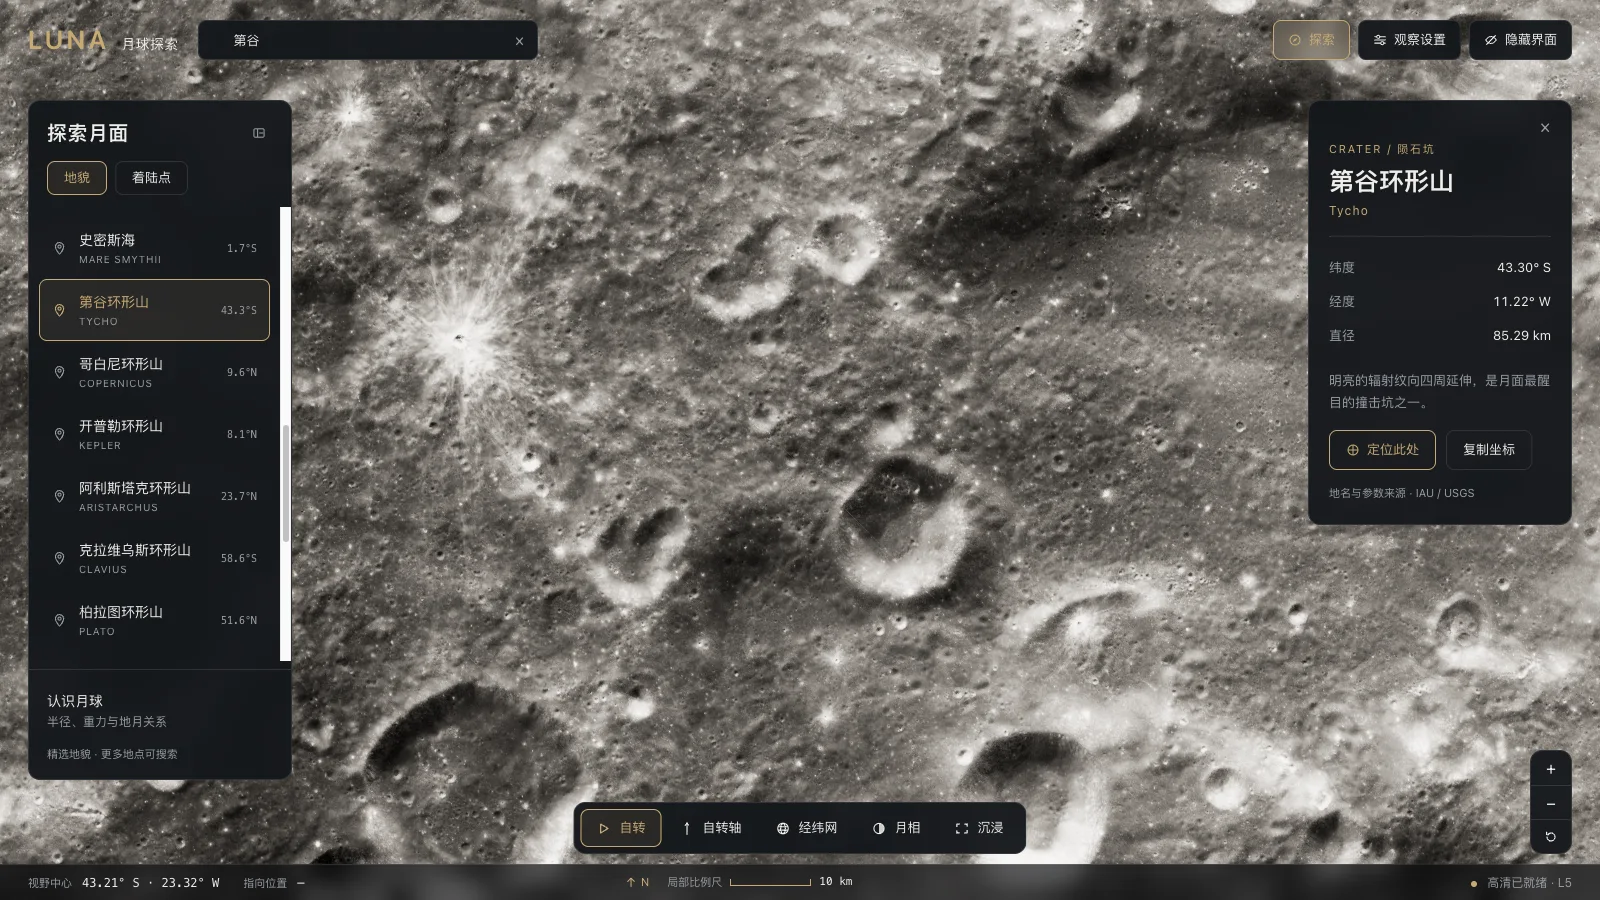 LUNA 月球探索
第谷
探索
观察设置
隐藏界面
探索月面
地貌
着陆点
史密斯海
MARE SMYTHII
1.7°S
第谷环形山
TYCHO
43.3°S
哥白尼环形山
COPERNICUS
9.6°N
开普勒环形山
KEPLER
8.1°N
阿利斯塔克环形山
ARISTARCHUS
23.7°N
克拉维乌斯环形山
CLAVIUS
58.6°S
柏拉图环形山
PLATO
51.6°N
认识月球
半径、重力与地月关系
精选地貌 · 更多地点可搜索
CRATER / 陨石坑
第谷环形山
Tycho
纬度 43.30° S
经度 11.22° W
直径 85.29 km
明亮的辐射纹向四周延伸，是月面最醒
目的撞击坑之一。
定位此处
复制坐标
地名与参数来源 · IAU / USGS
自转
自转轴
经纬网
月相
沉浸
视野中心 43.21° S · 23.32° W 指向位置 —
↑ N 局部比例尺 10 km
高清已就绪 · L5